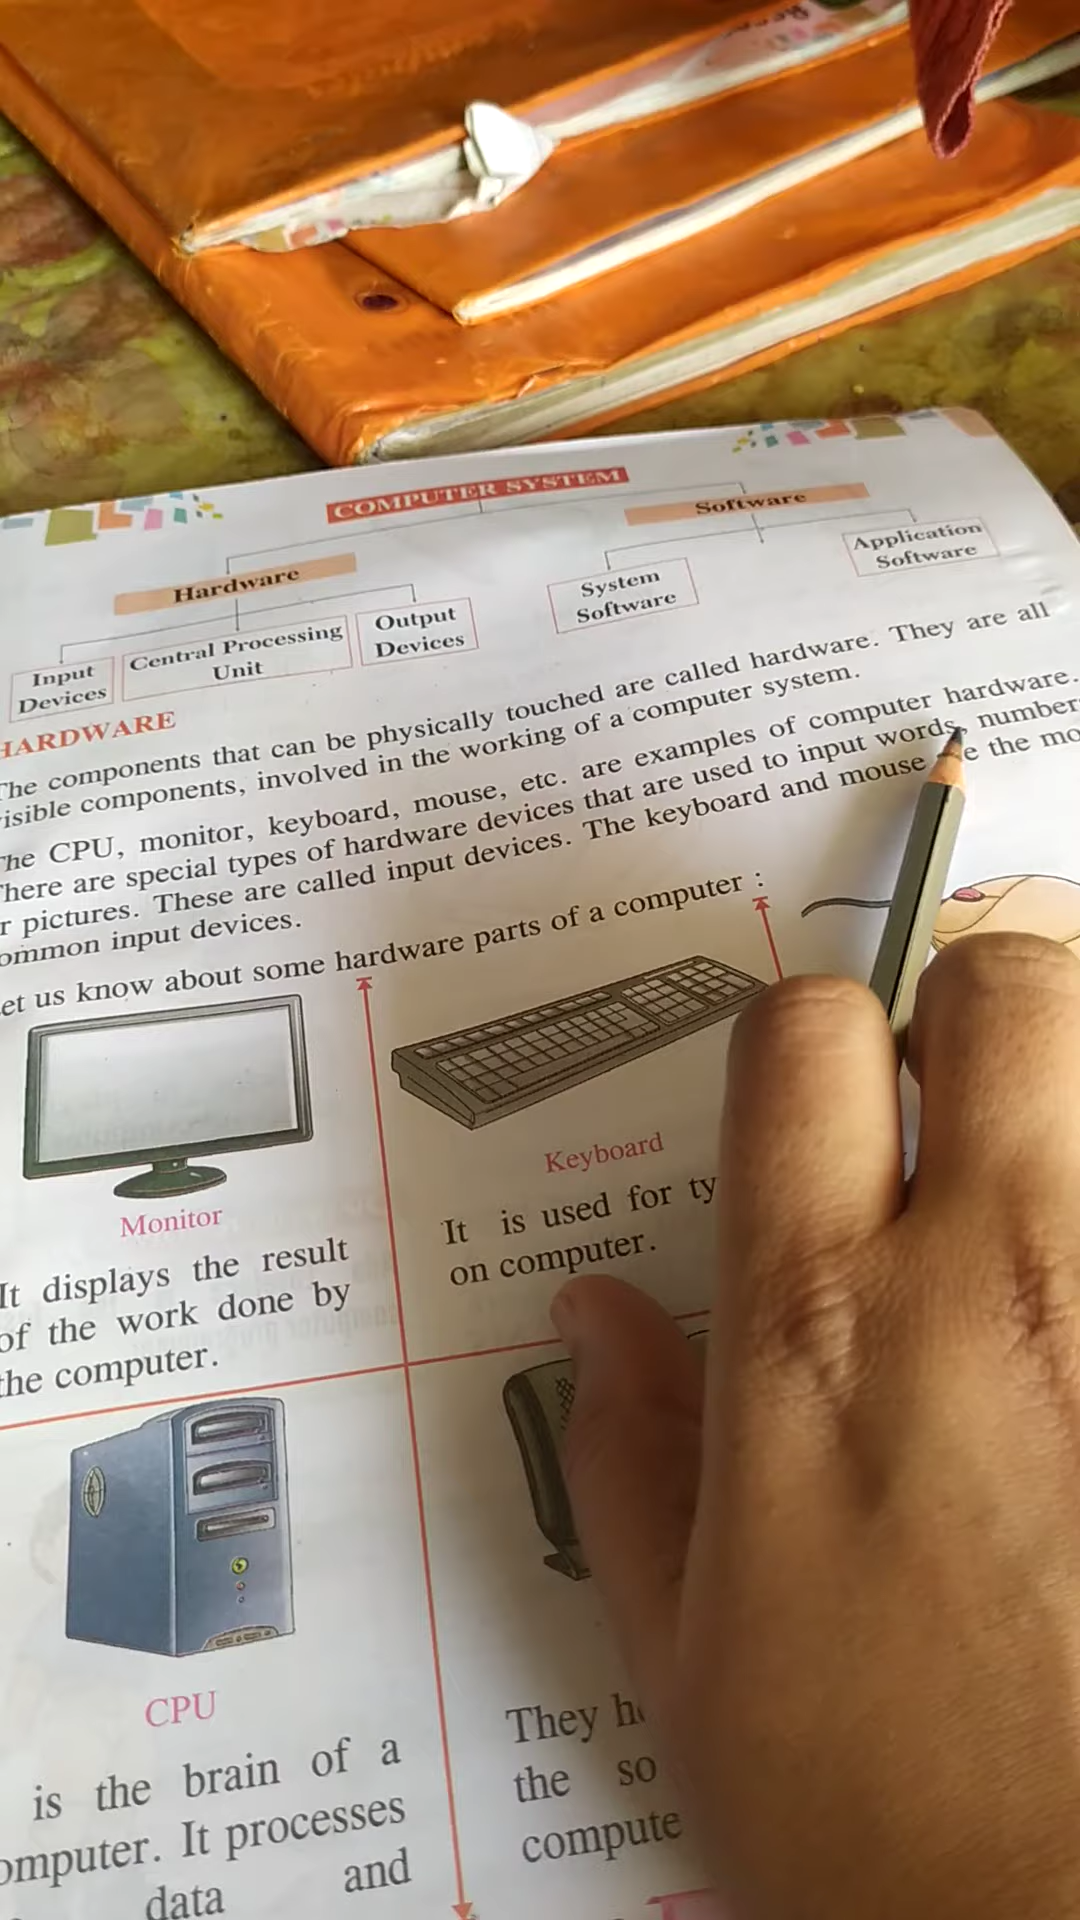 COMPUTER SYSTEM
Hardware
Software
Input
Devices
Central Processing
Unit
Output
Devices
System
Software
Application
Software
HARDWARE
The components that can be physically touched are called hardware. They are all
visible components, involved in the working of a computer system.
The CPU, monitor, keyboard, mouse, etc. are examples of computer hardware.
There are special types of hardware devices that are used to input words, number
r pictures. These are called input devices. The keyboard and mouse the mo
ommon input devices.
et us know about some hardware parts of a computer :
Monitor
It displays the result
of the work done by
the computer.
Keyboard
It is used for ty
on computer.
CPU
is the brain of a
omputer. It processes
data and
They h
the so
compute